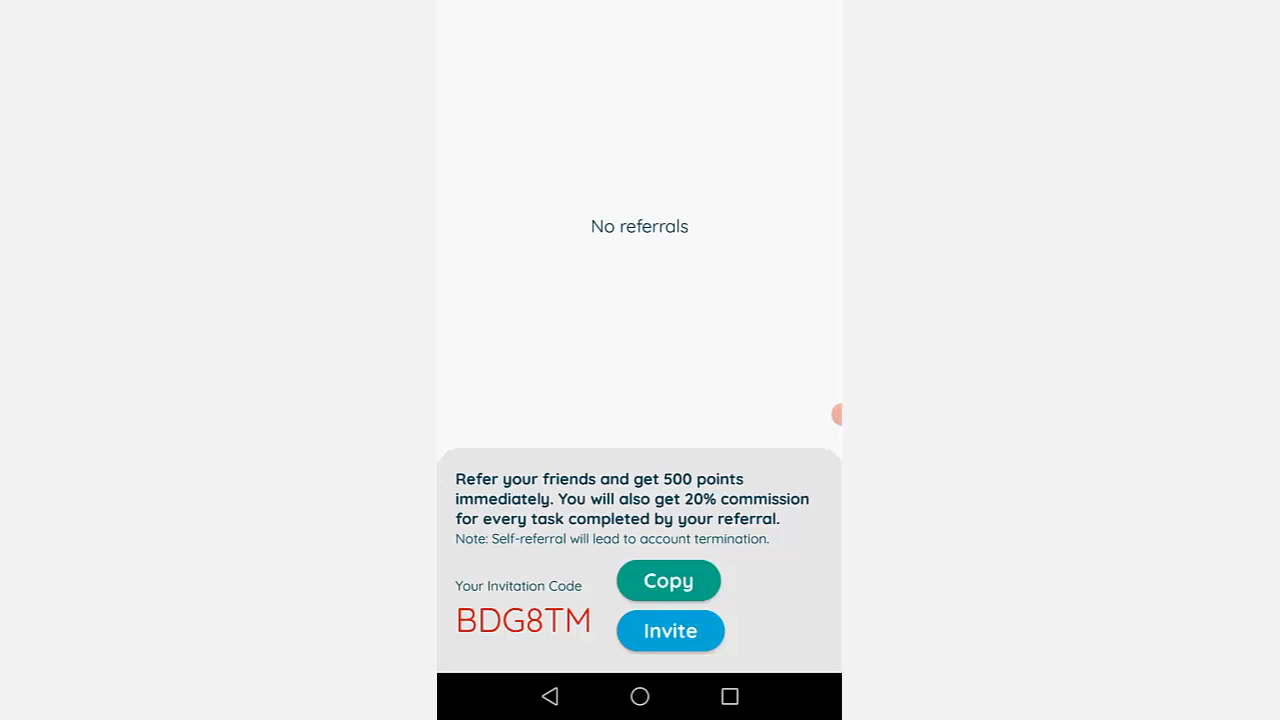 No referrals
Refer your friends and get 500 points
immediately. You will also get 20% commission
for every task completed by your referral.
Note: Self-referral will lead to account termination.
Your Invitation Code
BDG8TM
Copy
Invite